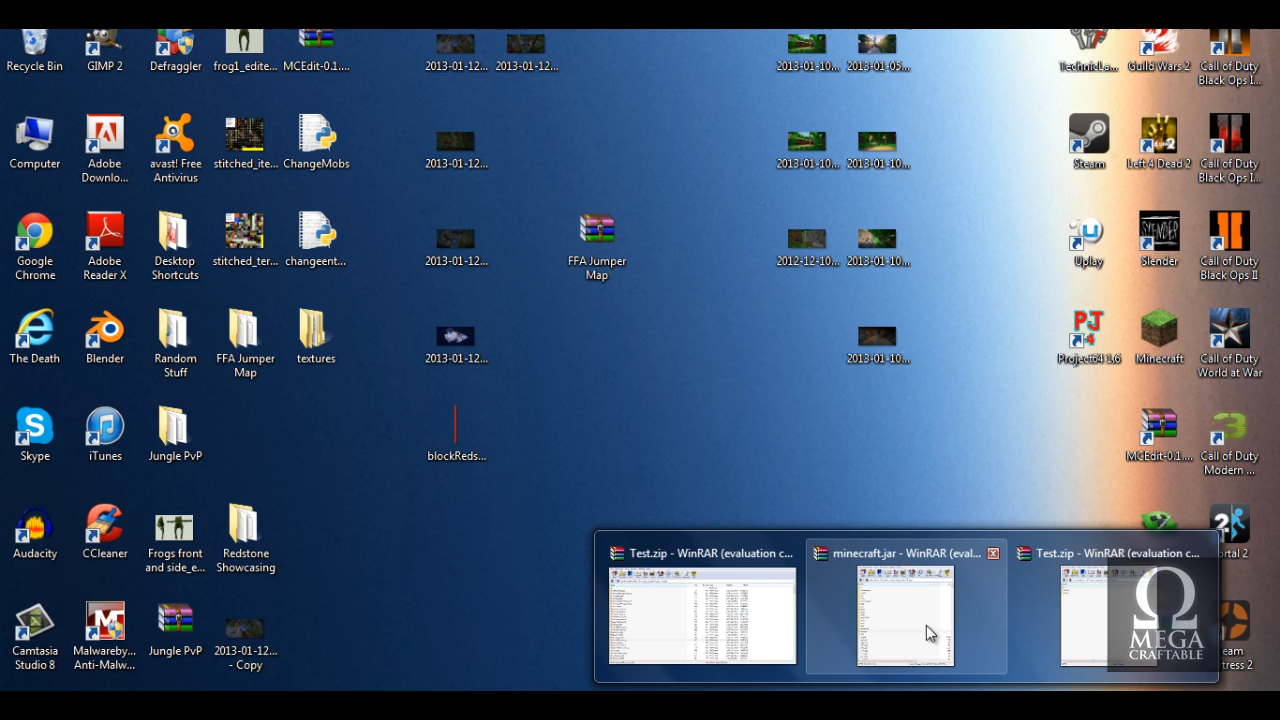 Recycle Bin
GIMP 2
Defraggler
frog1_edite...
MCEdit-0.1....
2013-01-12...
2013-01-12...
2013-01-10...
2013-01-05...
TechnicLa...
Guild Wars 2
Call of Duty
Black Ops I...
Computer
Adobe
Downlo...
avast! Free
Antivirus
stitched_ite...
ChangeMobs
2013-01-12...
2013-01-10...
2013-01-10...
Steam
Left 4 Dead 2
Call of Duty
Black Ops I...
Google
Chrome
Adobe
Reader X
Desktop
Shortcuts
stitched_ter...
changeent...
2013-01-12...
FFA Jumper
Map
2012-12-10...
2013-01-10...
Uplay
SLENDER
Slender
Call of Duty
Black Ops II
The Death
Blender
Random
Stuff
FFA Jumper
Map
textures
2013-01-12...
2013-01-10...
PJ
64
Project64 1.6
Minecraft
Call of Duty
World at War
Skype
iTunes
Jungle PvP
blockReds...
MCEdit-0.1....
Call of Duty
Modern ...
Audacity
CCleaner
Frogs front
and side_e...
Redstone
Showcasing
Test.zip - WinRAR (evaluation c...
minecraft.jar - WinRAR (eval...
Test.zip - WinRAR (evaluation c...
Camtasia
Studio 8
Malwareby...
Anti-Malw...
Jungle PvP
2013-01-12...
- Copy
MEGA
CRAFTABLE